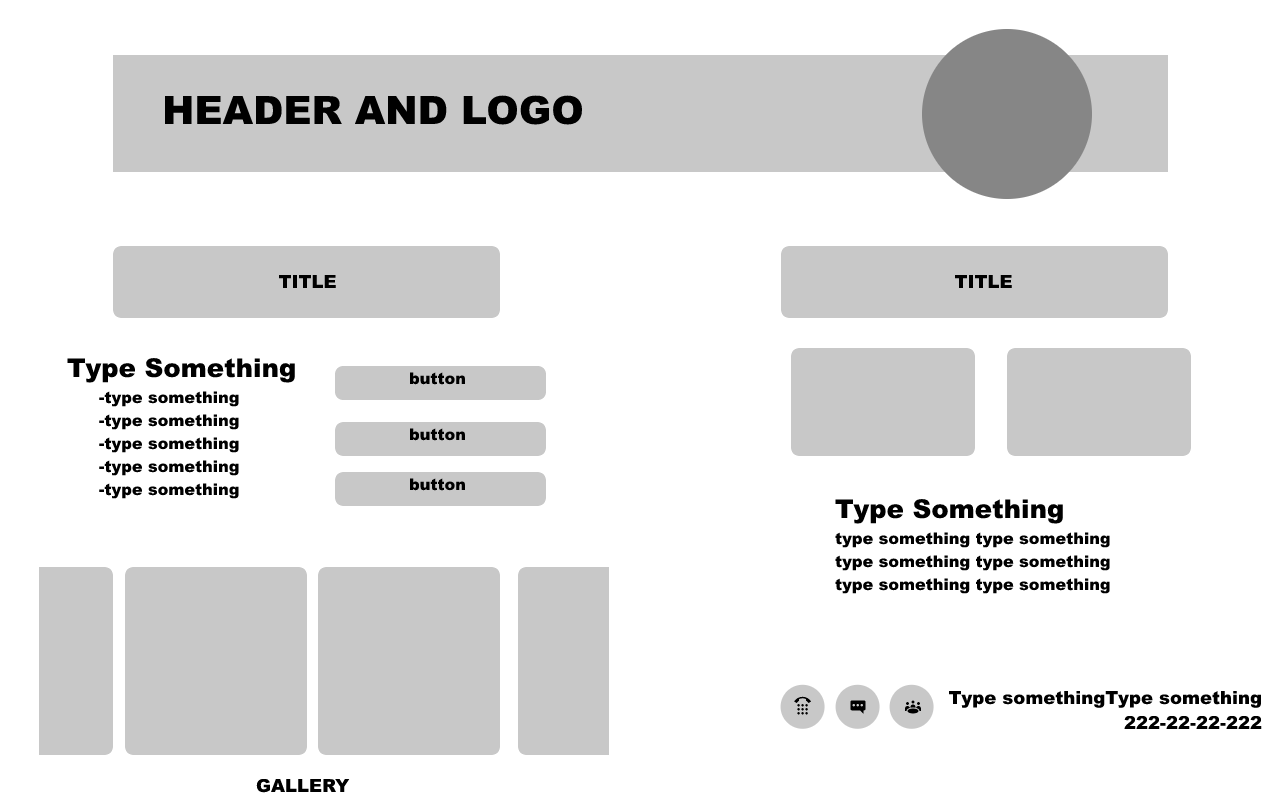 HEADER AND LOGO
TITLE
Type Something
-type something
-type something
-type something
-type something
-type something
button
button
button
GALLERY
TITLE
Type Something
type something type something
type something type something
type something type something
Type somethingType something
222-22-22-222